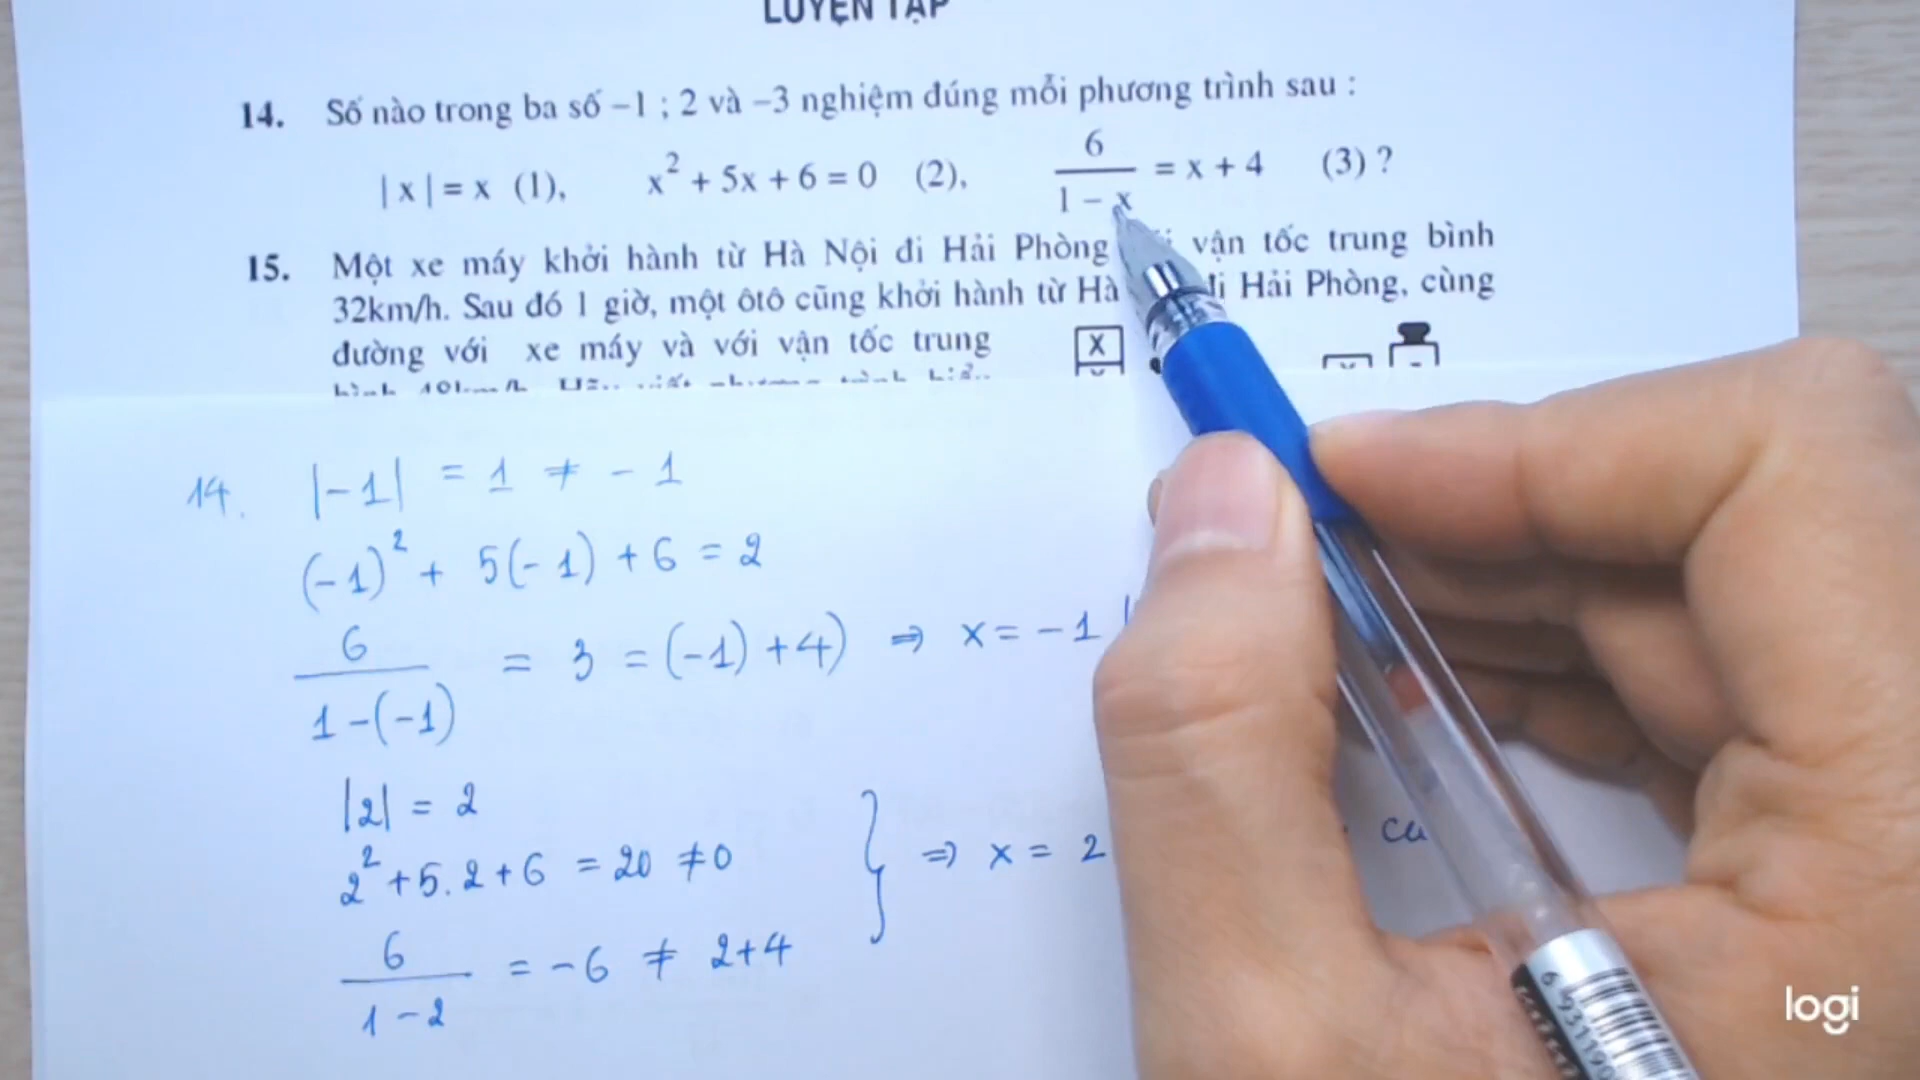 LUYỆN TẬP
14. Số nào trong ba số –1 ; 2 và –3 nghiệm đúng mỗi phương trình sau :
| x | = x (1), x² + 5x + 6 = 0 (2), 6/(1 – x) = x + 4 (3) ?
15. Một xe máy khởi hành từ Hà Nội đi Hải Phòng vận tốc trung bình
32km/h. Sau đó 1 giờ, một ôtô cũng khởi hành từ Hà đi Hải Phòng, cùng
đường với xe máy và với vận tốc trung
x
14. |-1| = 1 ≠ - 1
(-1)² + 5(-1) + 6 = 2
6/(1-(-1)) = 3 = (-1) + 4) ⇒ x = -1
|2| = 2
2² + 5.2 + 6 = 20 ≠ 0
⇒ x = 2
6/(1-2) = -6 ≠ 2+4
logi